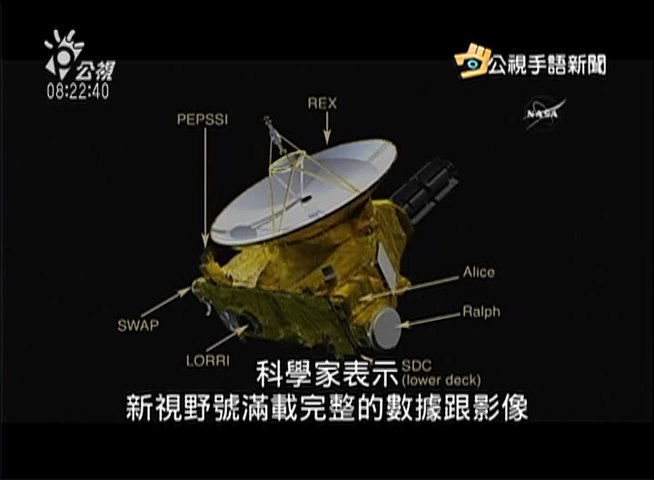 公視
08:22:40
公視手語新聞
NASA
REX
PEPSSI
Alice
Ralph
SWAP
LORRI
SDC
(lower deck)
科學家表示
新視野號滿載完整的數據跟影像